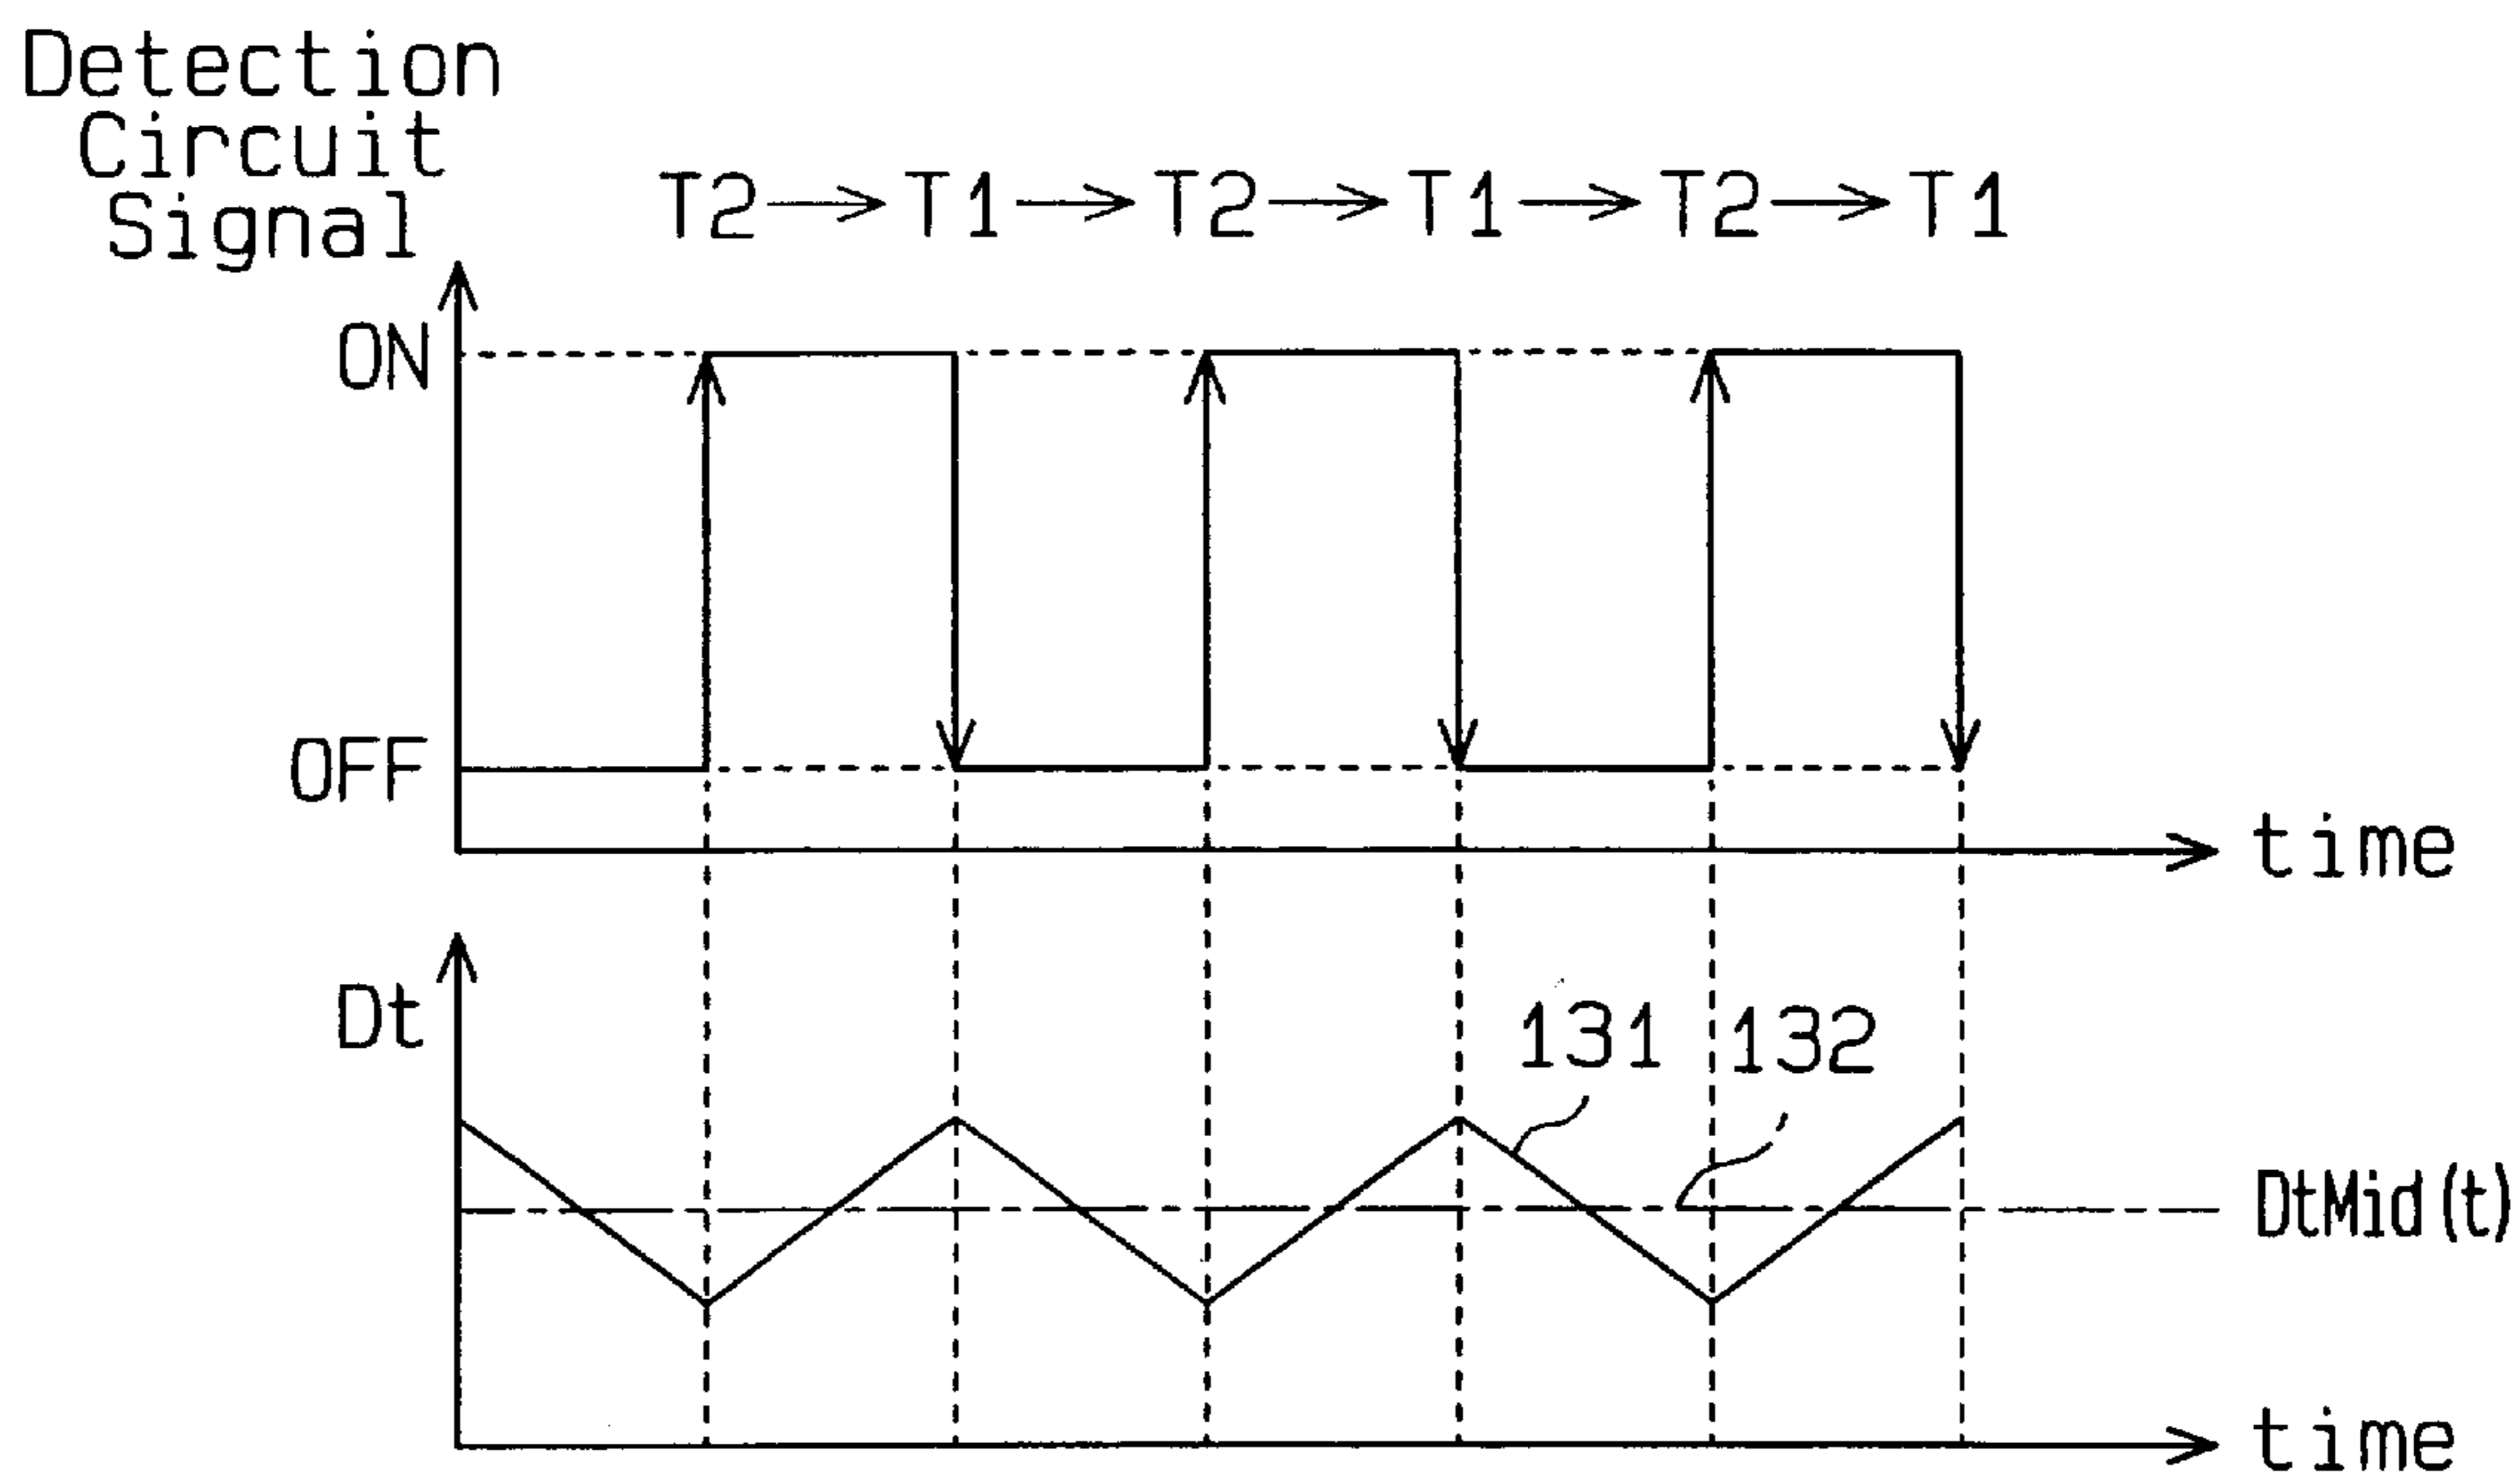 Detection
Circuit
Signal
T2→T1→T2→T1→T2→T1
ON
OFF
time
Dt
131
132
DtMid(t)
time